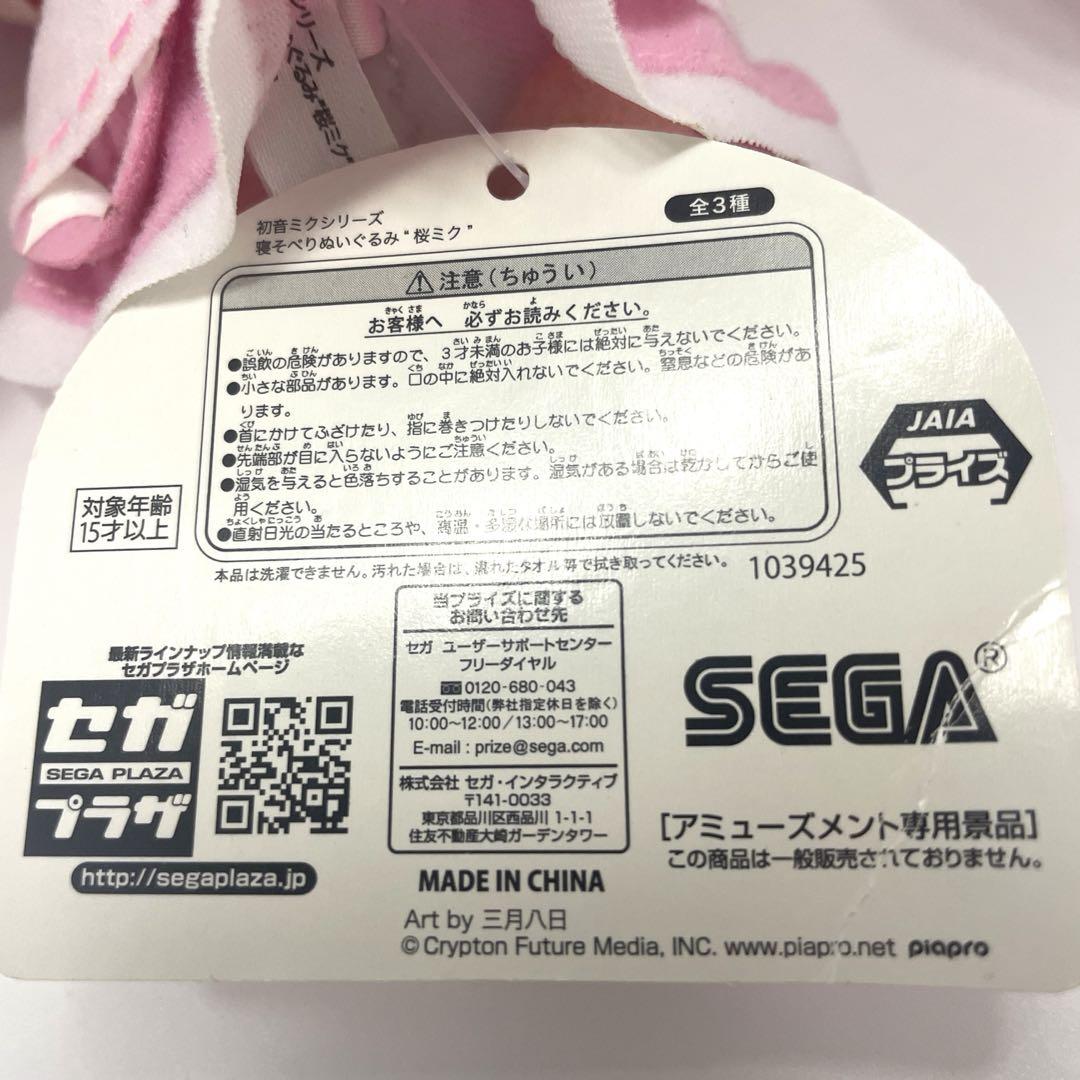 シリーズ
ぐるみ"桜ミク"
初音ミクシリーズ
寝そべりぬいぐるみ"桜ミク"
全3種
注意(ちゅうい)
お客様へ 必ずお読みください。
●誤飲の危険がありますので、3才未満のお子様には絶対に与えないでください。
●小さな部品があります。口の中に絶対入れないでください。窒息などの危険があ
ります。
●首にかけてふざけたり、指に巻きつけたりしないでください。
●先端部が目に入らないようにご注意ください。
●湿気を与えると色落ちすることがあります。湿気がある場合は乾かしてからご使
用ください。
●直射日光の当たるところや、高温・多湿な場所には放置しないでください。
対象年齢
15才以上
JAIA
プライズ
本品は洗濯できません。汚れた場合は、濡れたタオル等で拭き取ってください。
1039425
当プライズに関する
お問い合わせ先
セガ ユーザーサポートセンター
フリーダイヤル
0120-680-043
電話受付時間(弊社指定休日を除く)
10:00〜12:00/13:00〜17:00
E-mail : prize@sega.com
株式会社 セガ・インタラクティブ
〒141-0033
東京都品川区西品川 1-1-1
住友不動産大崎ガーデンタワー
最新ラインナップ情報満載な
セガプラザホームページ
セガ
SEGA PLAZA
プラザ
http://segaplaza.jp
SEGA®
[アミューズメント専用景品]
この商品は一般販売されておりません。
MADE IN CHINA
Art by 三月八日
© Crypton Future Media, INC. www.piapro.net piapro